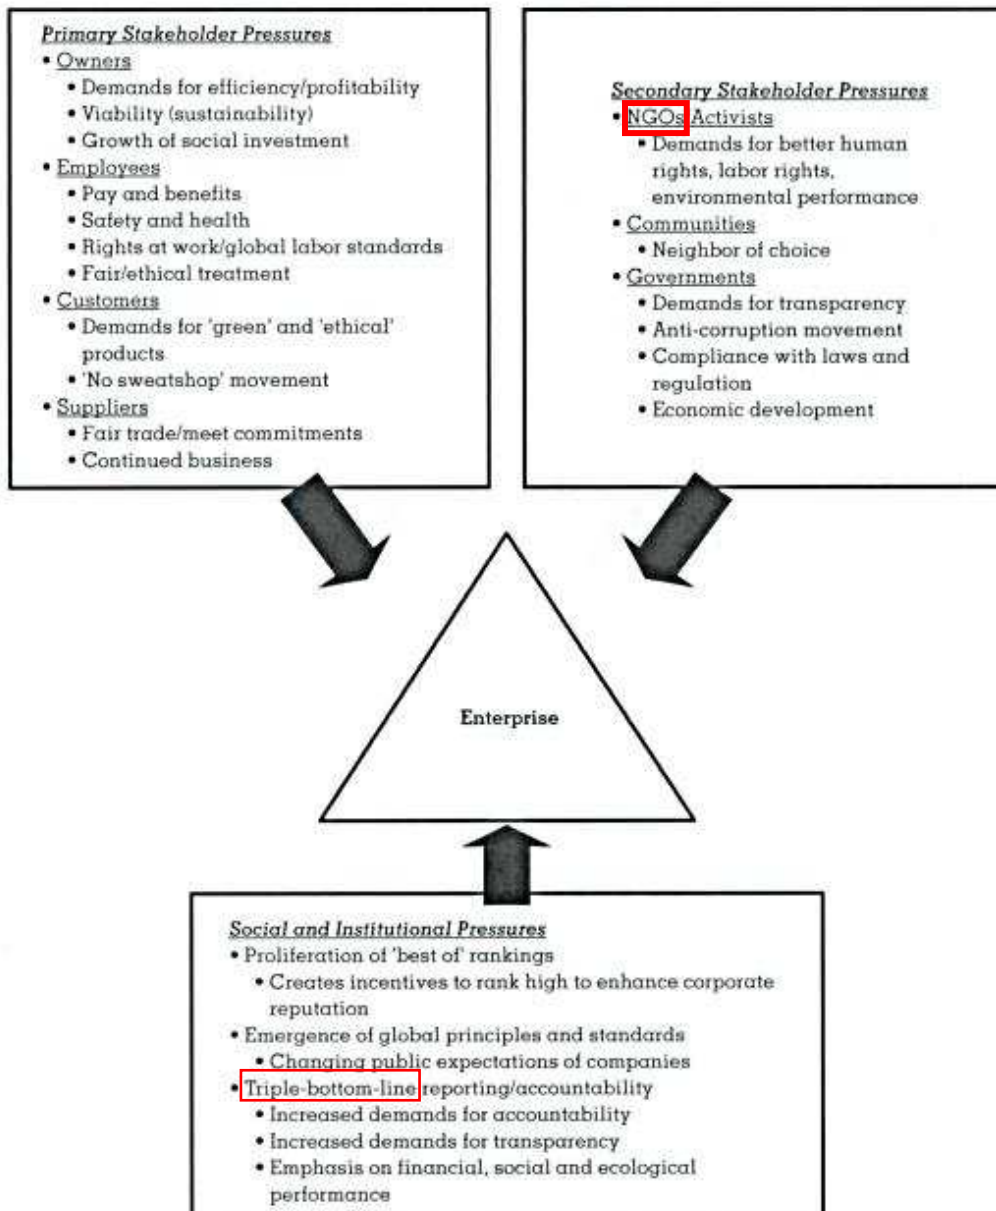 Primary Stakeholder Pressures
• Owners
• Demands for efficiency/profitability
• Viability (sustainability)
• Growth of social investment
• Employees
• Pay and benefits
• Safety and health
• Rights at work/global labor standards
• Fair/ethical treatment
• Customers
• Demands for 'green' and 'ethical'
products
• 'No sweatshop' movement
• Suppliers
• Fair trade/meet commitments
• Continued business
Secondary Stakeholder Pressures
• NGOs Activists
• Demands for better human
rights, labor rights,
environmental performance
• Communities
• Neighbor of choice
• Governments
• Demands for transparency
• Anti-corruption movement
• Compliance with laws and
regulation
• Economic development
Enterprise
Social and Institutional Pressures
• Proliferation of 'best of' rankings
• Creates incentives to rank high to enhance corporate
reputation
• Emergence of global principles and standards
• Changing public expectations of companies
• Triple-bottom-line reporting/accountability
• Increased demands for accountability
• Increased demands for transparency
• Emphasis on financial, social and ecological
performance